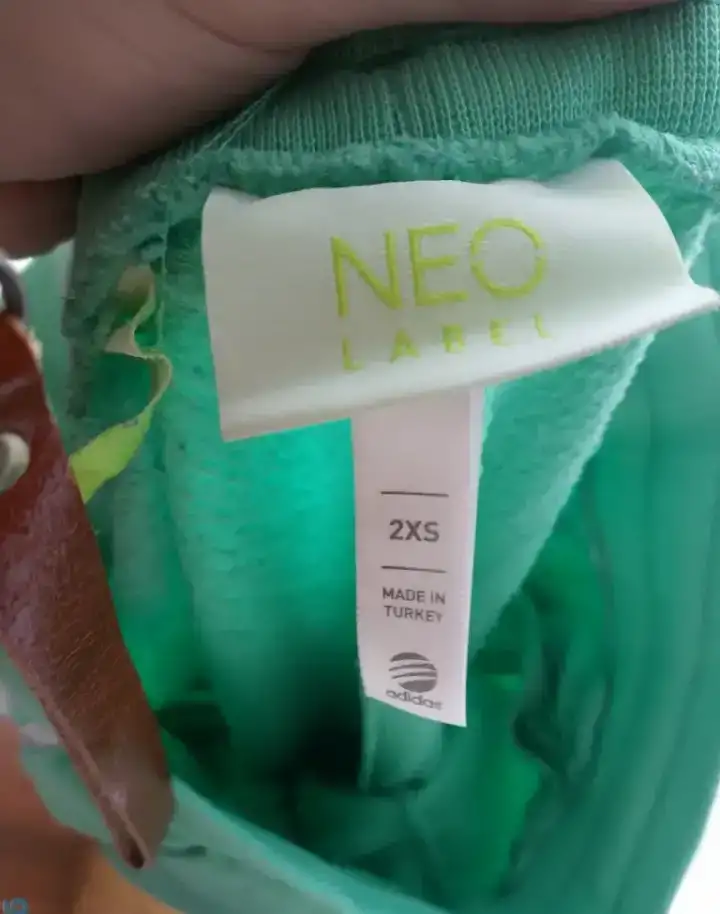 NEO
LABEL
2XS
MADE IN
TURKEY
adidas